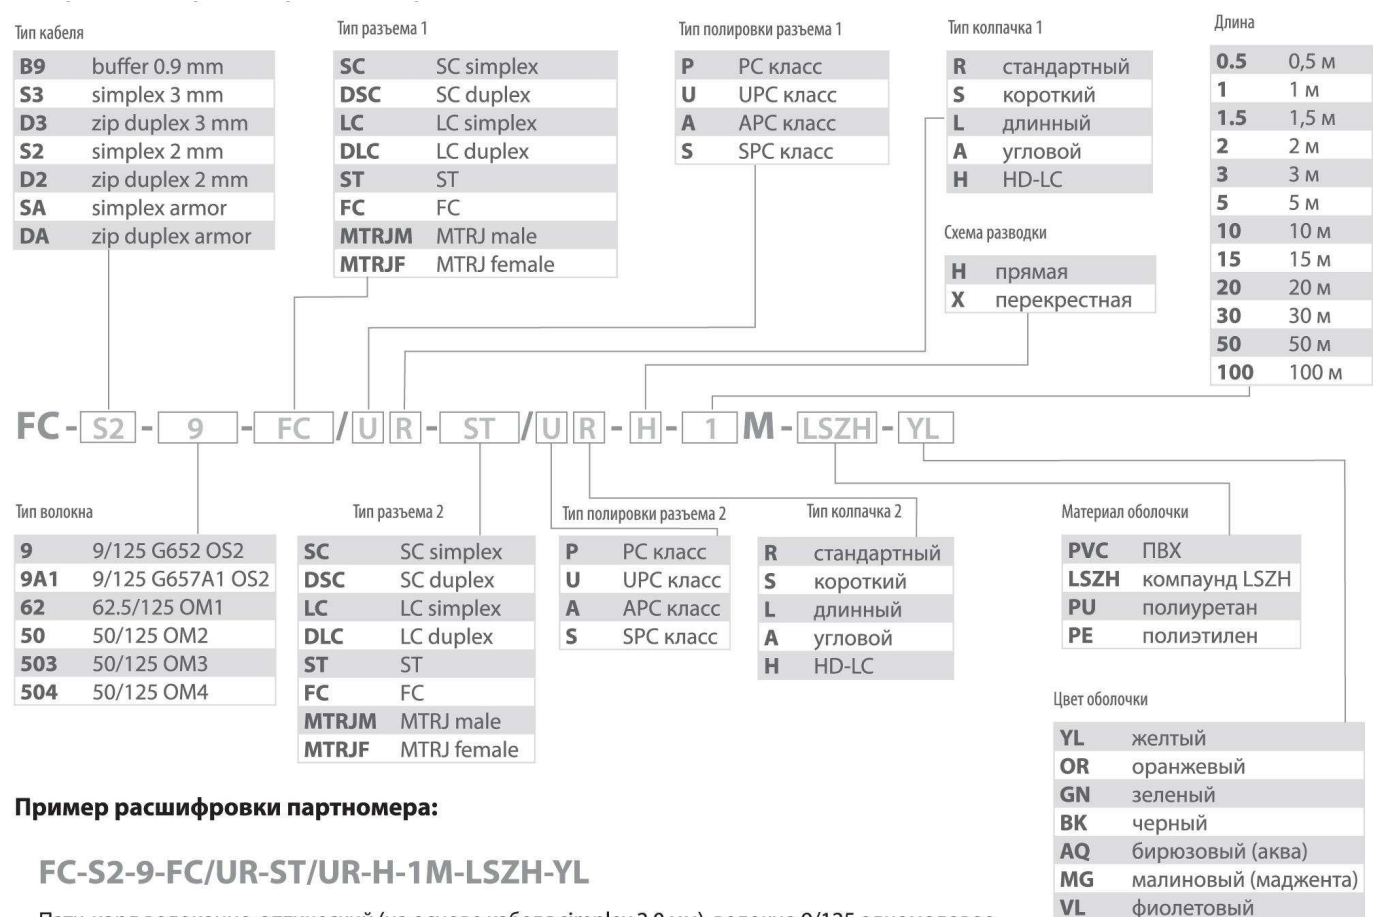 Тип кабеля
B9 buffer 0.9 mm
S3 simplex 3 mm
D3 zip duplex 3 mm
S2 simplex 2 mm
D2 zip duplex 2 mm
SA simplex armor
DA zip duplex armor
Тип разъема 1
SC SC simplex
DSC SC duplex
LC LC simplex
DLC LC duplex
ST ST
FC FC
MTRJM MTRJ male
MTRJF MTRJ female
Тип полировки разъема 1
P PC класс
U UPC класс
A APC класс
S SPC класс
Тип колпачка 1
R стандартный
S короткий
L длинный
A угловой
H HD-LC
Схема разводки
H прямая
X перекрестная
Длина
0.5 0,5 м
1 1 м
1.5 1,5 м
2 2 м
3 3 м
5 5 м
10 10 м
15 15 м
20 20 м
30 30 м
50 50 м
100 100 м
FC - S2 - 9 - FC / U R - ST / U R - H - 1 M - LSZH - YL
Тип волокна
9 9/125 G652 OS2
9A1 9/125 G657A1 OS2
62 62.5/125 OM1
50 50/125 OM2
503 50/125 OM3
504 50/125 OM4
Тип разъема 2
SC SC simplex
DSC SC duplex
LC LC simplex
DLC LC duplex
ST ST
FC FC
MTRJM MTRJ male
MTRJF MTRJ female
Тип полировки разъема 2
P PC класс
U UPC класс
A APC класс
S SPC класс
Тип колпачка 2
R стандартный
S короткий
L длинный
A угловой
H HD-LC
Материал оболочки
PVC ПВХ
LSZH компаунд LSZH
PU полиуретан
PE полиэтилен
Цвет оболочки
YL желтый
OR оранжевый
GN зеленый
BK черный
AQ бирюзовый (аква)
MG малиновый (маджента)
VL фиолетовый
Пример расшифровки партномера:
FC-S2-9-FC/UR-ST/UR-H-1M-LSZH-YL